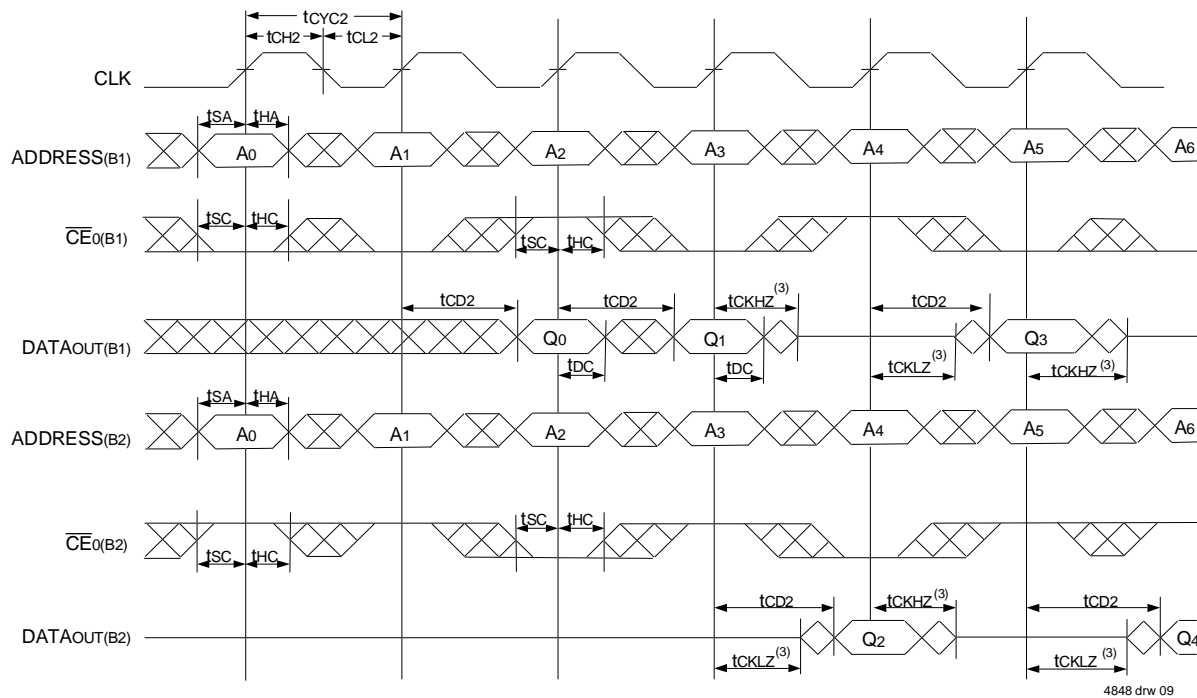 tCYC2
tCH2 tCL2
CLK
tSA tHA
ADDRESS(B1) A0 A1 A2 A3 A4 A5 A6
tSC tHC
CE0(B1)
tSC tHC
tCD2 tCD2 tCKHZ(3) tCD2
DATAOUT(B1) Q0 Q1 Q3
tDC tDC tCKLZ(3) tCKHZ(3)
tSA tHA
ADDRESS(B2) A0 A1 A2 A3 A4 A5 A6
tSC tHC
CE0(B2)
tSC tHC
tCD2 tCKHZ(3) tCD2
DATAOUT(B2) Q2 Q4
tCKLZ(3) tCKLZ(3)
4848 drw 09